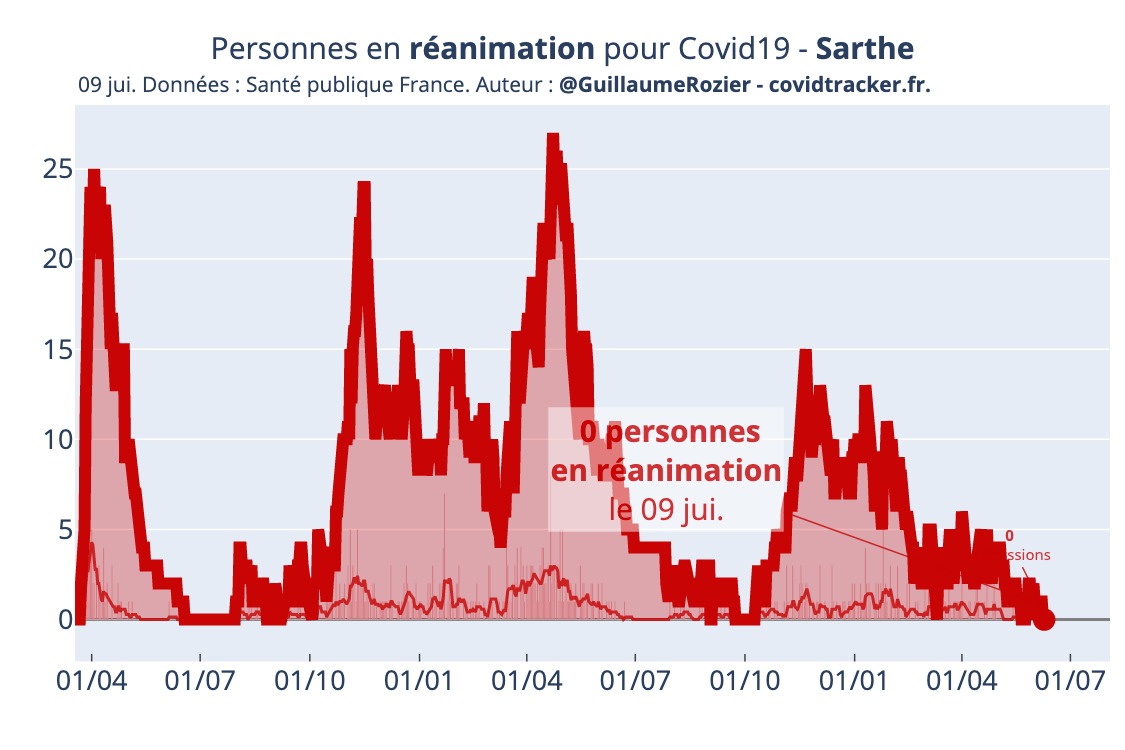 Personnes en réanimation pour Covid19 - Sarthe
09 jui. Données : Santé publique France. Auteur : @GuillaumeRozier - covidtracker.fr.
25
20
15
10
5
0
0 personnes
en réanimation
le 09 jui.
0
ssions
01/04 01/07 01/10 01/01 01/04 01/07 01/10 01/01 01/04 01/07